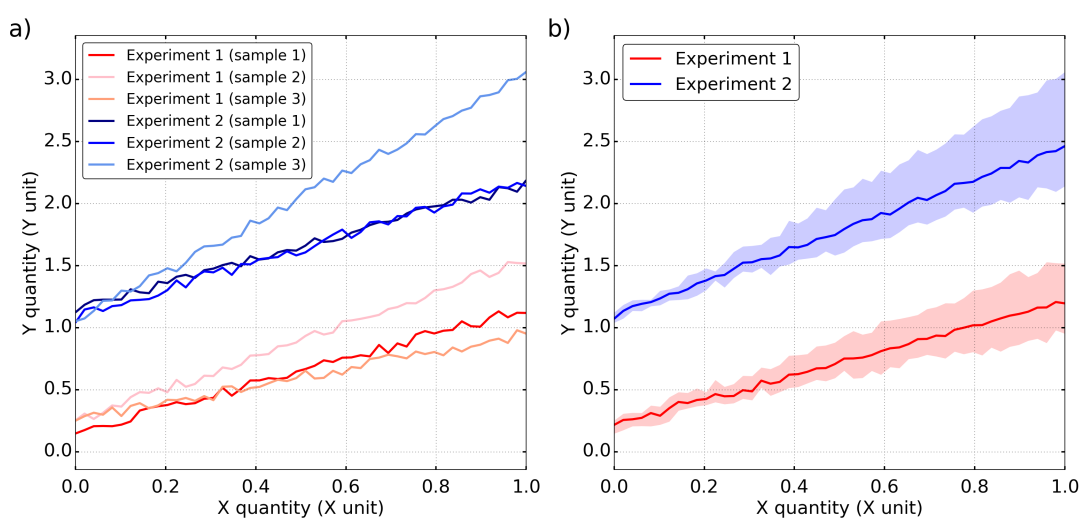 a)
Experiment 1 (sample 1)
Experiment 1 (sample 2)
Experiment 1 (sample 3)
Experiment 2 (sample 1)
Experiment 2 (sample 2)
Experiment 2 (sample 3)
Y quantity (Y unit)
3.0
2.5
2.0
1.5
1.0
0.5
0.0
0.0 0.2 0.4 0.6 0.8 1.0
X quantity (X unit)
b)
Experiment 1
Experiment 2
Y quantity (Y unit)
3.0
2.5
2.0
1.5
1.0
0.5
0.0
0.0 0.2 0.4 0.6 0.8 1.0
X quantity (X unit)